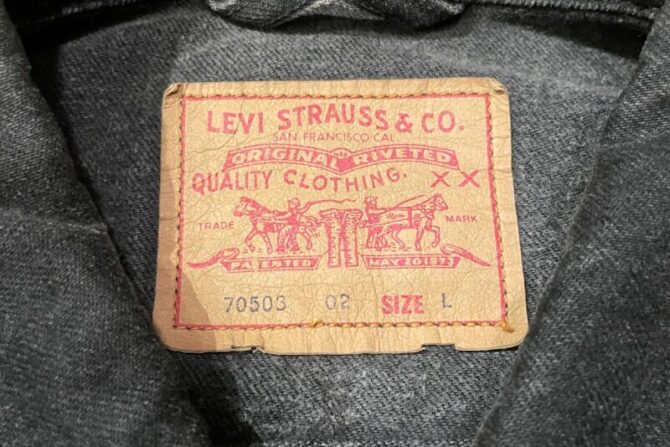 LEVI STRAUSS & CO.
SAN FRANCISCO CAL
ORIGINAL RIVETED
QUALITY CLOTHING. XX
TRADE MARK
PATENTED MAY 20 187
70503 02 SIZE L